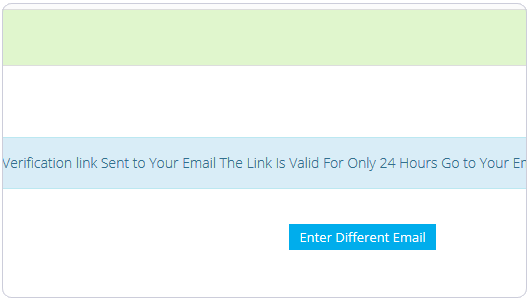 Verification link Sent to Your Email The Link Is Valid For Only 24 Hours Go to Your
Enter Different Email